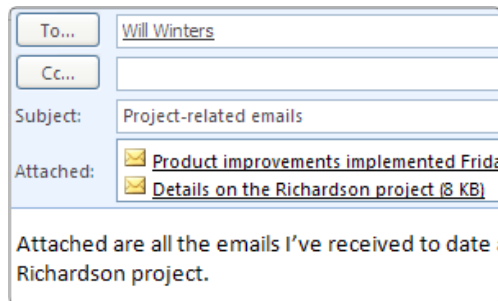 To... Will Winters
Cc...
Subject: Project-related emails
Attached: Product improvements implemented Frida
Details on the Richardson project (8 KB)
Attached are all the emails I've received to date a
Richardson project.